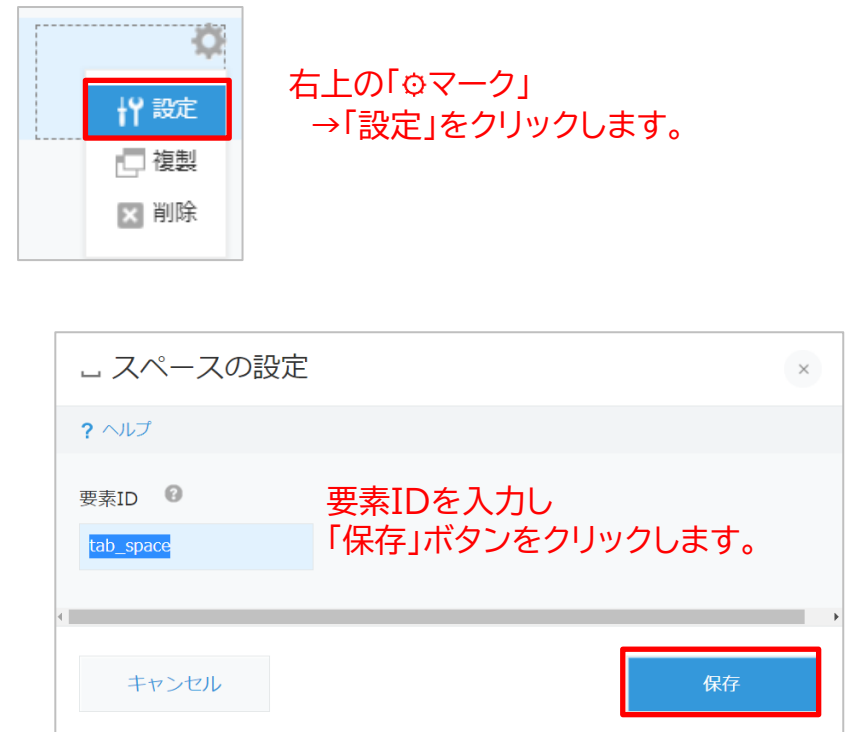 設定
複製
削除
右上の「⚙マーク」
→「設定」をクリックします。
スペースの設定
×
? ヘルプ
要素ID ?
tab_space
要素IDを入力し
「保存」ボタンをクリックします。
キャンセル
保存